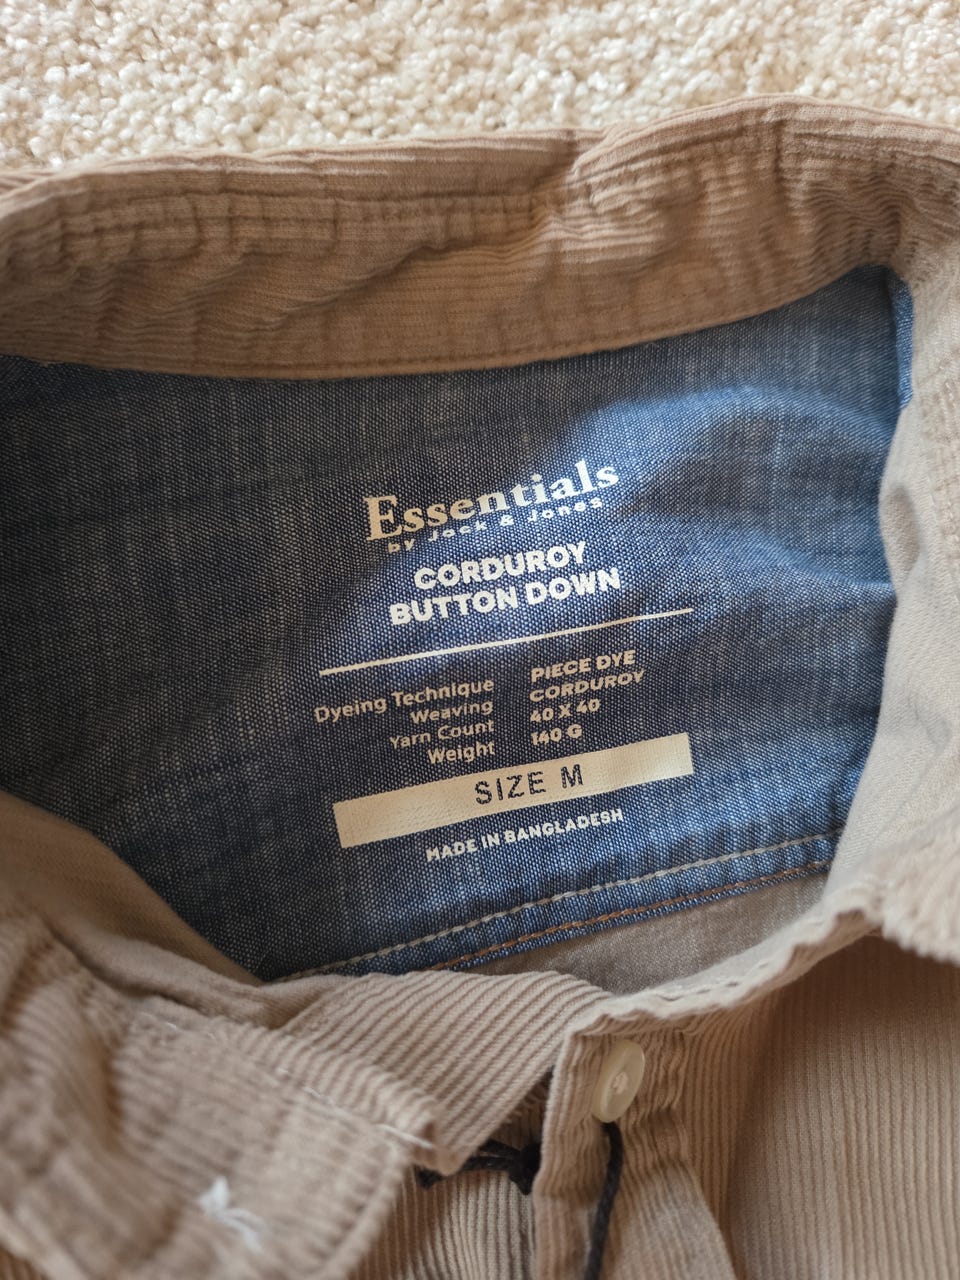 Essentials
BY Jack & Jones
CORDUROY
BUTTON DOWN
Dyeing Technique PIECE DYE
Weaving CORDUROY
Yarn Count 40 X 40
Weight 140 G
SIZE M
MADE IN BANGLADESH